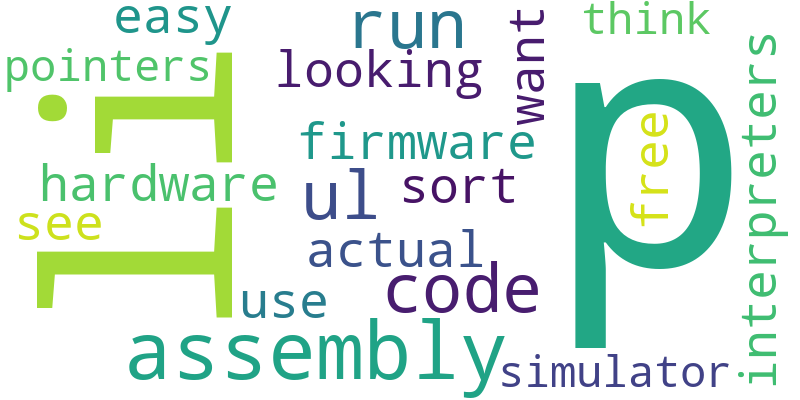 easy
run
think
pointers
looking
want
interpreters
li
firmware
p
free
hardware
ul
sort
see
actual
code
use
assembly
simulator